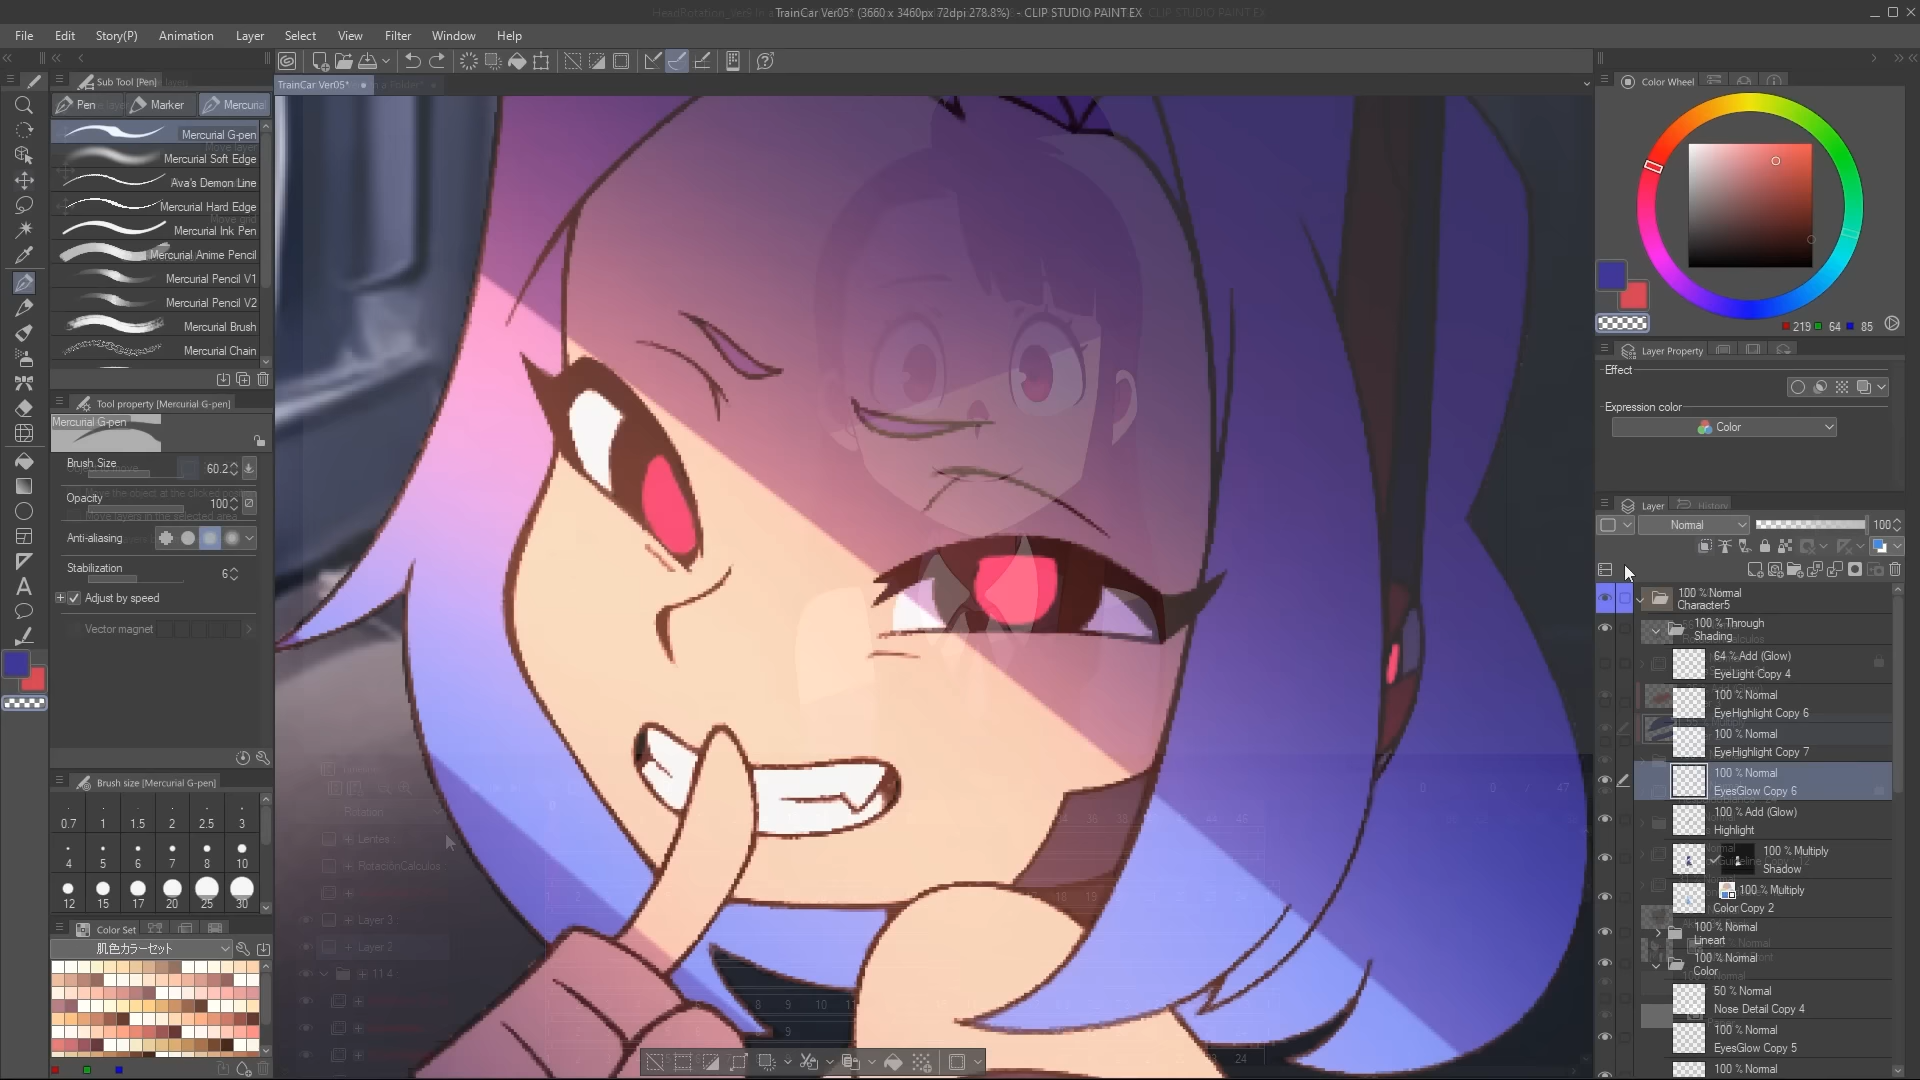 TrainCar Ver05* (3660 x 3460px 72dpi 278.8%)  - CLIP STUDIO PAINT EX
File Edit Story(P) Animation Layer Select View Filter Window Help
Sub Tool [Pen]
TrainCar Ver05*
Color Wheel
Pen Marker Mercurial
Mercurial G-pen
Mercurial Soft Edge
Ava's Demon Line
Mercurial Hard Edge
Mercurial Ink Pen
Mercurial Anime Pencil
Mercurial Pencil V1
Mercurial Pencil V2
Mercurial Brush
Mercurial Chain
219 64 85
Layer Property
Effect
Expression color
Color
Tool property [Mercurial G-pen]
Mercurial G-pen
Brush Size 60.2
Opacity 100
Anti-aliasing
Stabilization 6
Adjust by speed
Vector magnet
Layer History
Normal 100
100 % Normal
Character5
100 % Through
Shading
64 % Add (Glow)
EyeLight Copy 4
100 % Normal
EyeHighlight Copy 6
100 % Normal
EyeHighlight Copy 7
100 % Normal
EyesGlow Copy 6
100 % Add (Glow)
Highlight
100 % Multiply
Shadow
100 % Multiply
Color Copy 2
100 % Normal
Lineart
100 % Normal
Color
50 % Normal
Nose Detail Copy 4
100 % Normal
EyesGlow Copy 5
100 % Normal
Brush size [Mercurial G-pen]
0.7 1 1.5 2 2.5 3
4 5 6 7 8 10
12 15 17 20 25 30
Color Set
肌色カラーセット
Rotation
Lentes
RotaciónCalculos
Layer 3
Layer 2
11 4